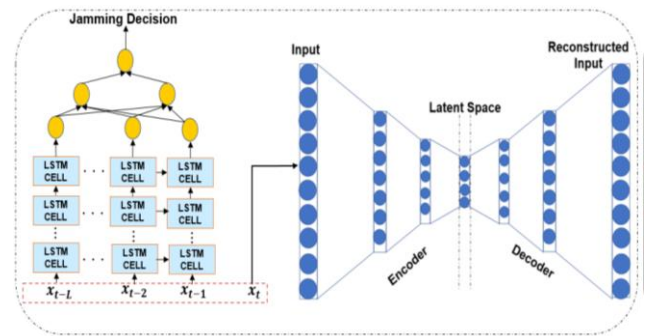 Jamming Decision
Input
Reconstructed
Input
Latent Space
LSTM
CELL
. . .
LSTM
CELL
LSTM
CELL
LSTM
CELL
. . .
LSTM
CELL
LSTM
CELL
LSTM
CELL
. . .
LSTM
CELL
LSTM
CELL
Encoder
Decoder
x_{t-L}
x_{t-2}
x_{t-1}
x_t